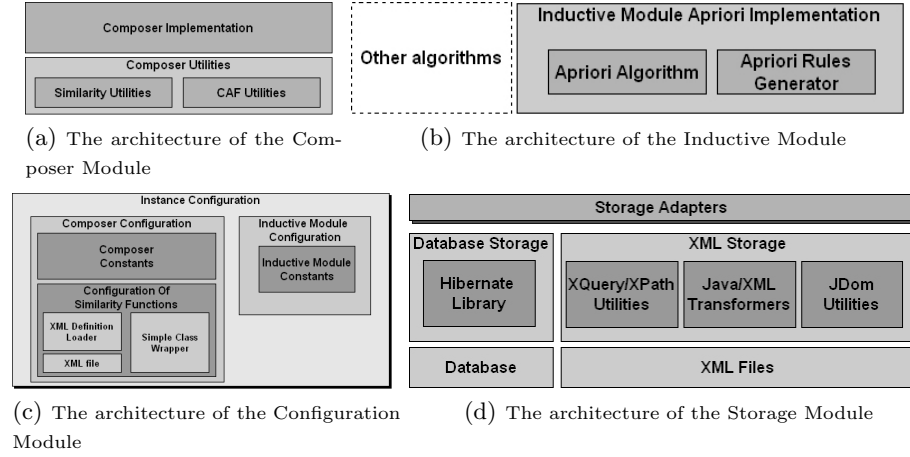 Composer Implementation
Composer Utilities
Similarity Utilities
CAF Utilities
(a) The architecture of the Com-
poser Module
Other algorithms
Inductive Module Apriori Implementation
Apriori Algorithm
Apriori Rules
Generator
(b) The architecture of the Inductive Module
Instance Configuration
Composer Configuration
Composer
Constants
Configuration Of
Similarity Functions
XML Definition
Loader
XML file
Simple Class
Wrapper
Inductive Module
Configuration
Inductive Module
Constants
(c) The architecture of the Configuration
Module
Storage Adapters
Database Storage
Hibernate
Library
XML Storage
XQuery/XPath
Utilities
Java/XML
Transformers
JDom
Utilities
Database
XML Files
(d) The architecture of the Storage Module